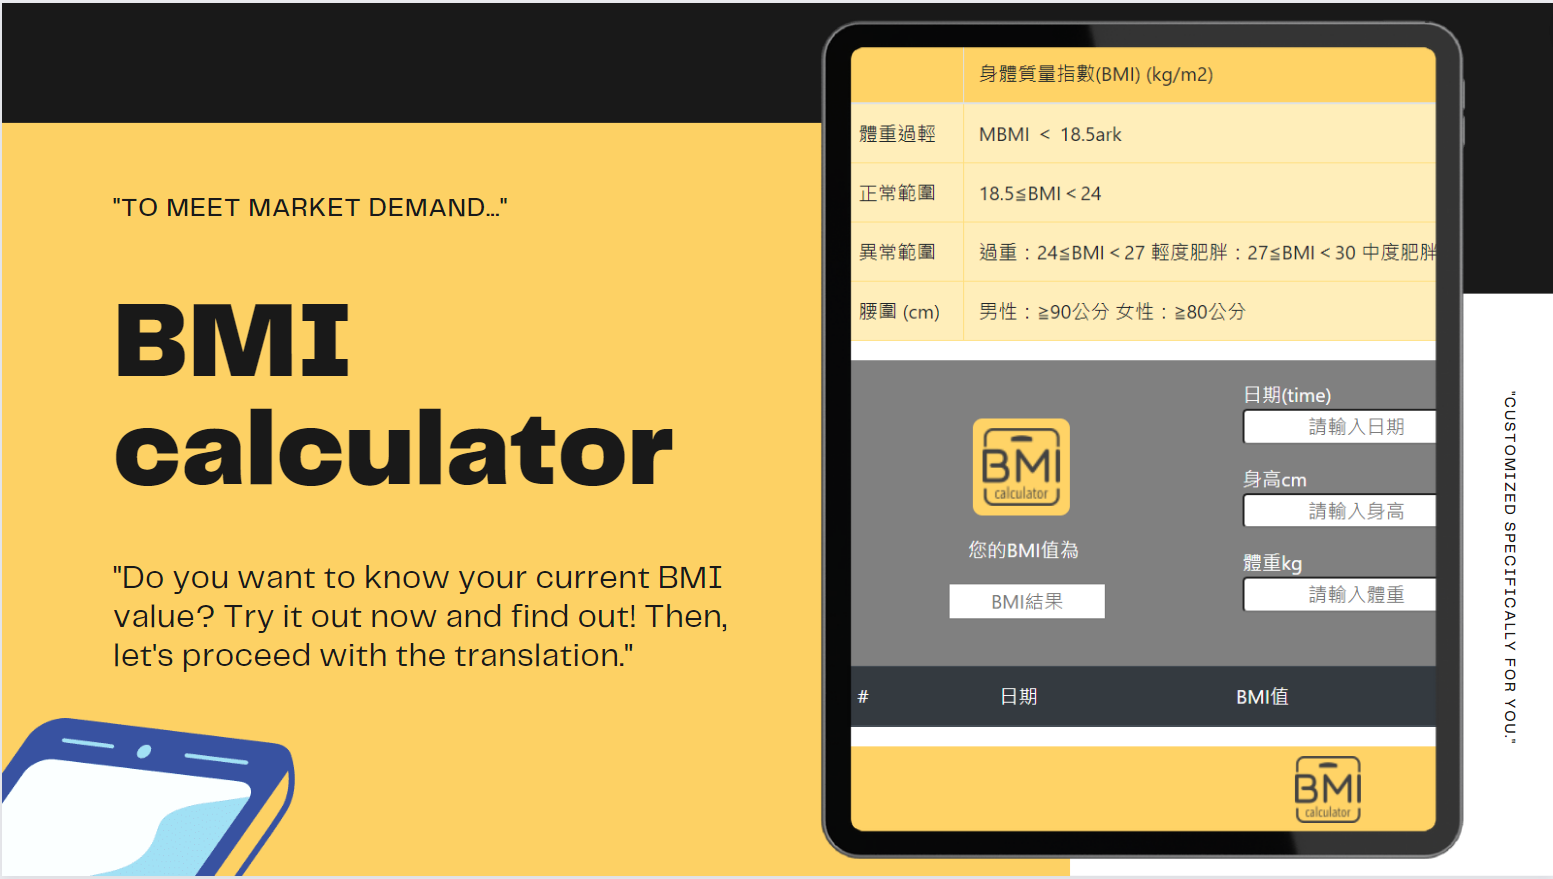 "TO MEET MARKET DEMAND..."
BMI
calculator
"Do you want to know your current BMI
value? Try it out now and find out! Then,
let's proceed with the translation."
身體質量指數(BMI) (kg/m2)
體重過輕 MBMI < 18.5ark
正常範圍 18.5≦BMI<24
異常範圍 過重：24≦BMI<27 輕度肥胖：27≦BMI<30 中度肥胖
腰圍 (cm) 男性：≧90公分 女性：≧80公分
BMI
calculator
您的BMI值為
BMI結果
日期(time)
請輸入日期
身高cm
請輸入身高
體重kg
請輸入體重
# 日期 BMI值
BMI
calculator
"CUSTOMIZED SPECIFICALLY FOR YOU."